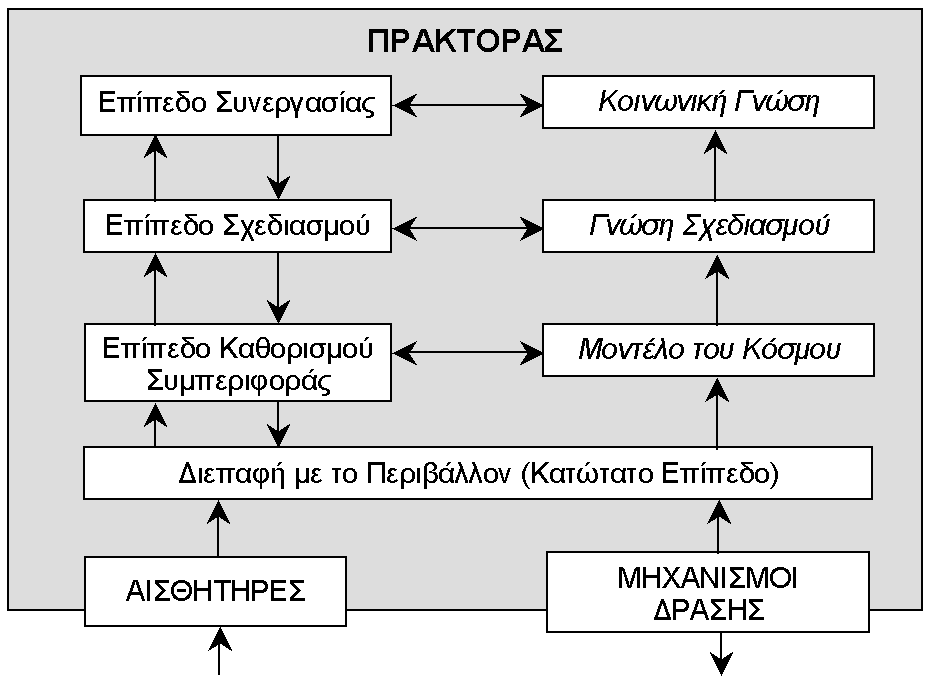 ΠΡΑΚΤΟΡΑΣ
Επίπεδο Συνεργασίας
Κοινωνική Γνώση
Επίπεδο Σχεδιασμού
Γνώση Σχεδιασμού
Επίπεδο Καθορισμού
Συμπεριφοράς
Μοντέλο του Κόσμου
Διεπαφή με το Περιβάλλον (Κατώτατο Επίπεδο)
ΑΙΣΘΗΤΗΡΕΣ
ΜΗΧΑΝΙΣΜΟΙ
ΔΡΑΣΗΣ